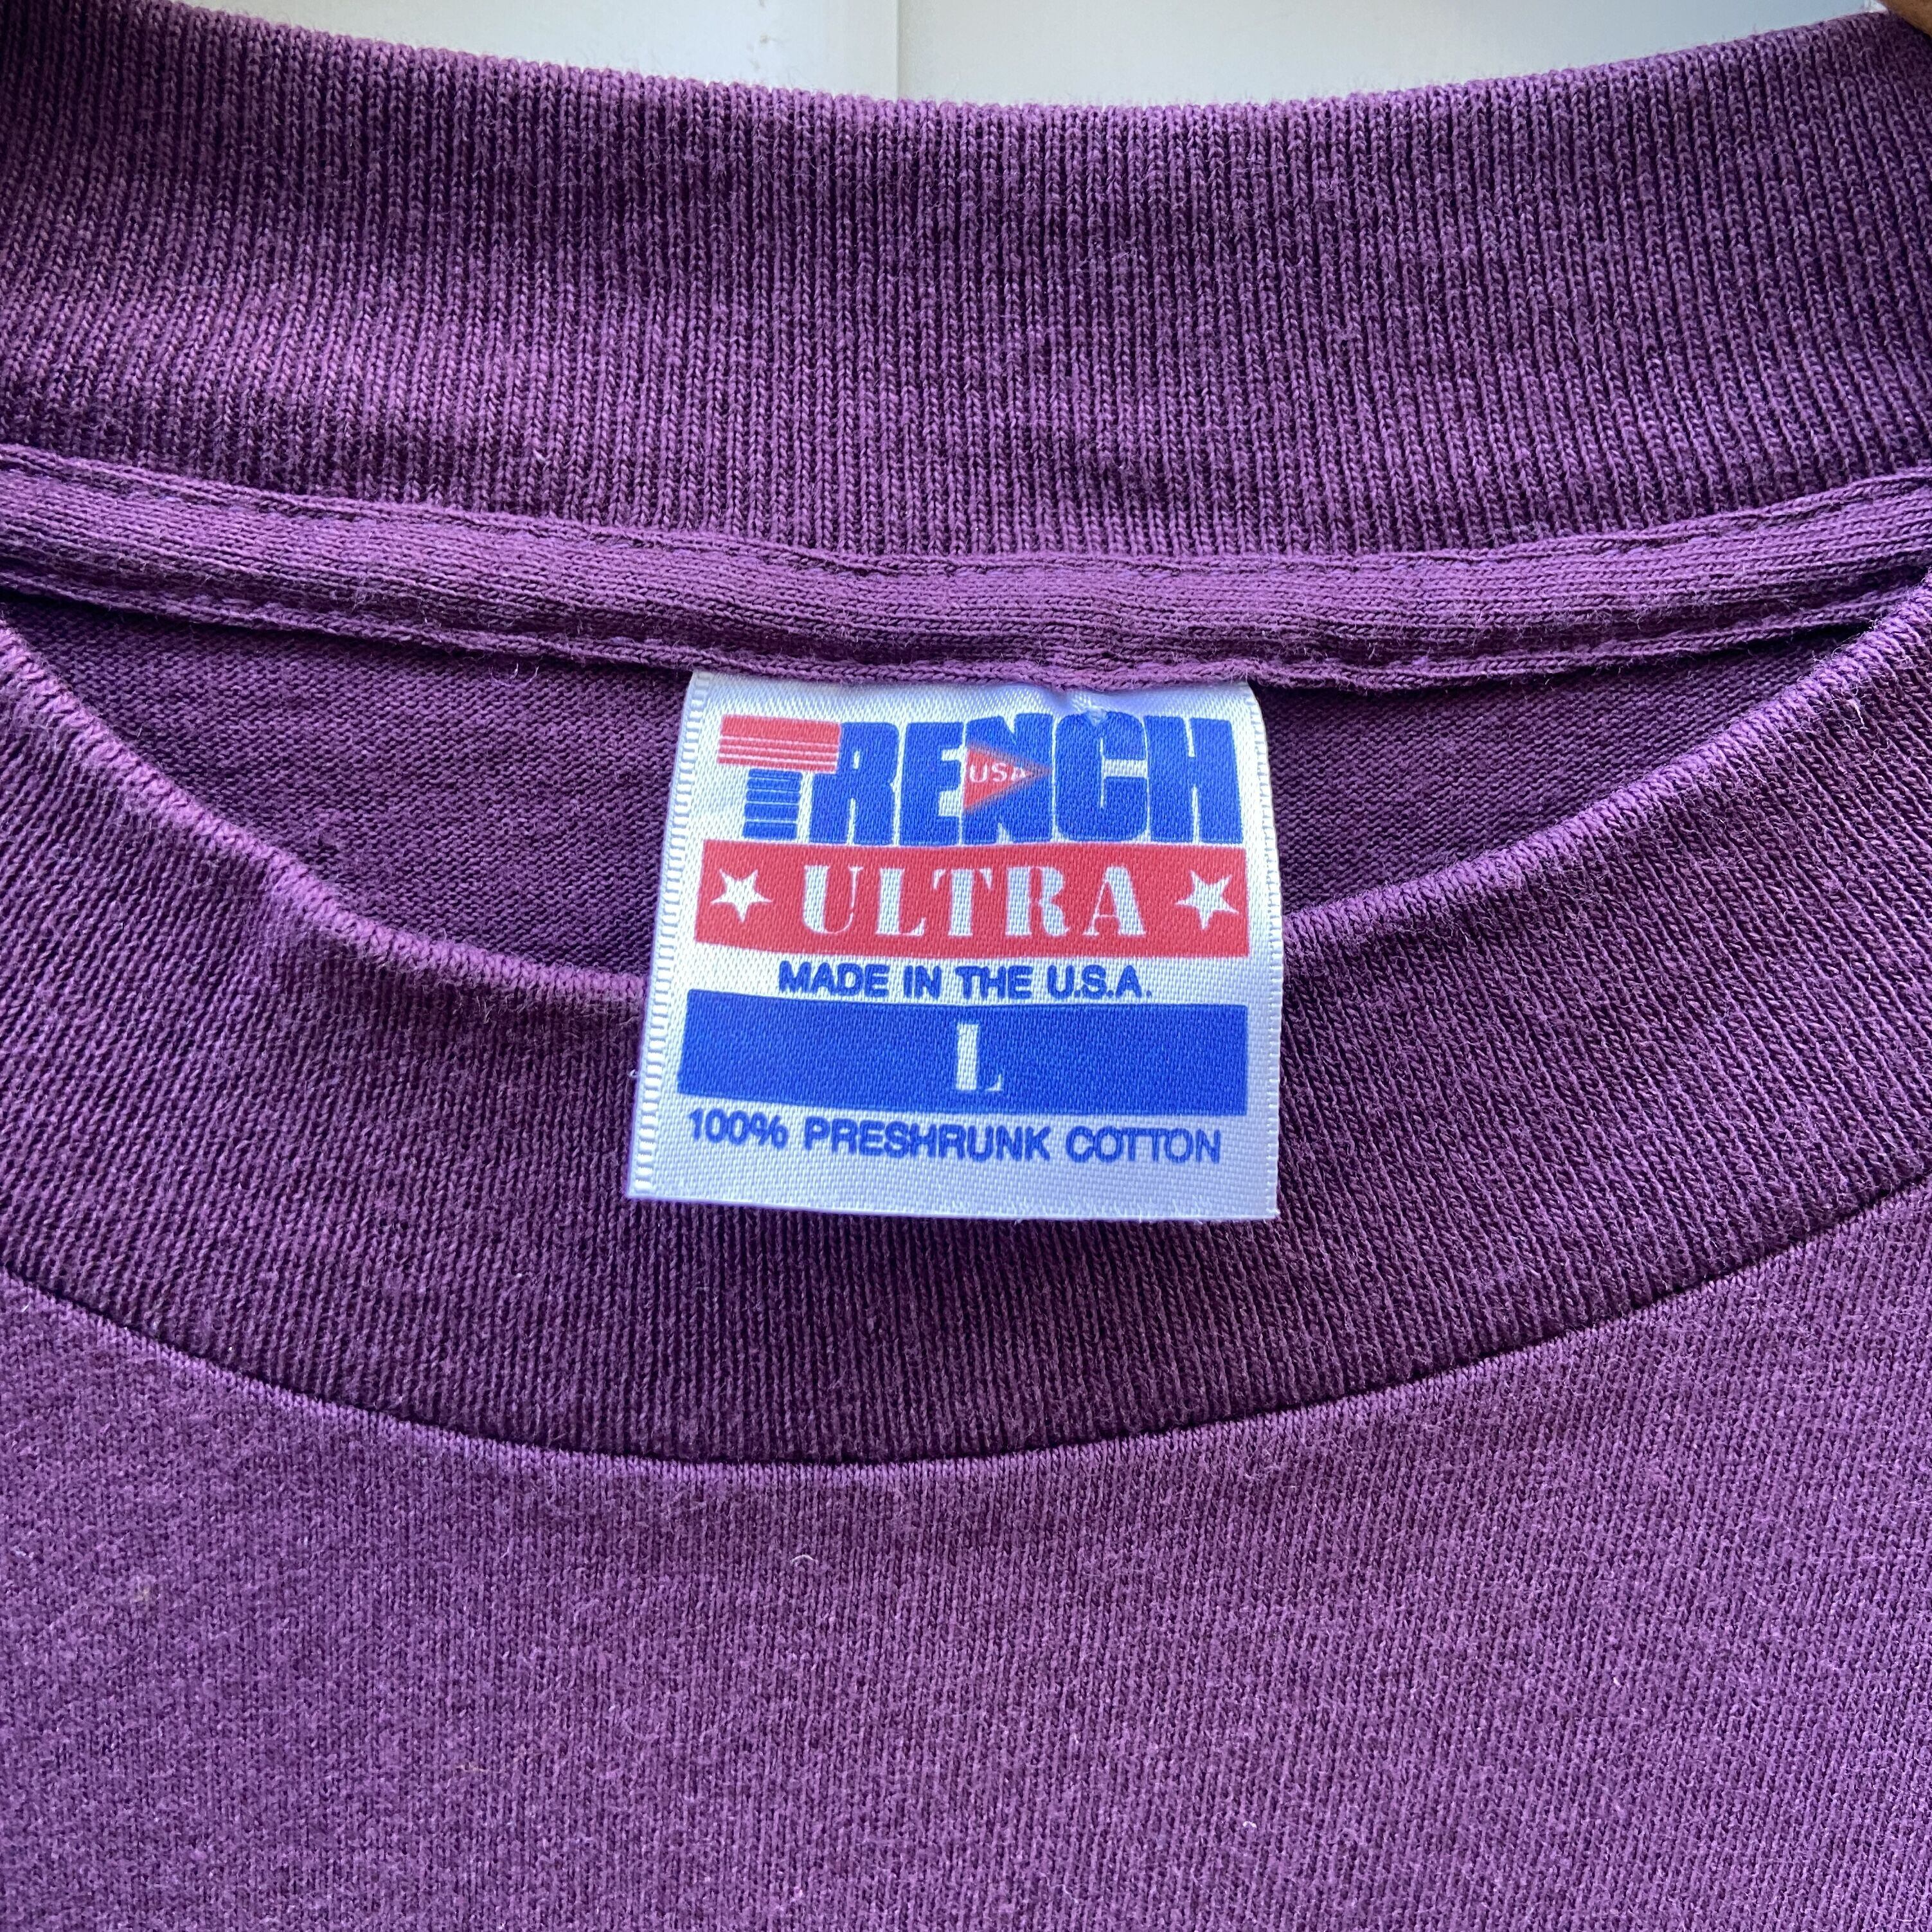 TRENCH
USA
ULTRA
MADE IN THE U.S.A.
L
100% PRESHRUNK COTTON